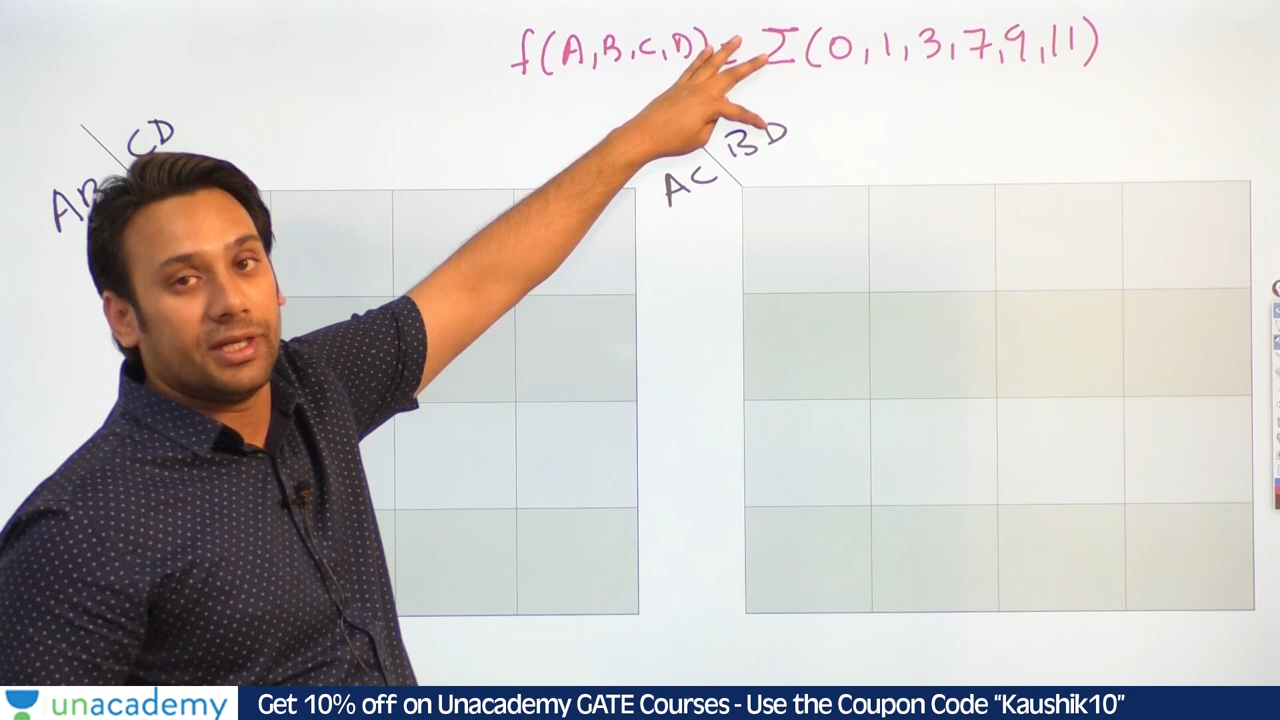 f(A,B,C,D) = Σ(0,1,3,7,9,11)
CD
AB
BD
AC
unacademy
Get 10% off on Unacademy GATE Courses - Use the Coupon Code “Kaushik10”